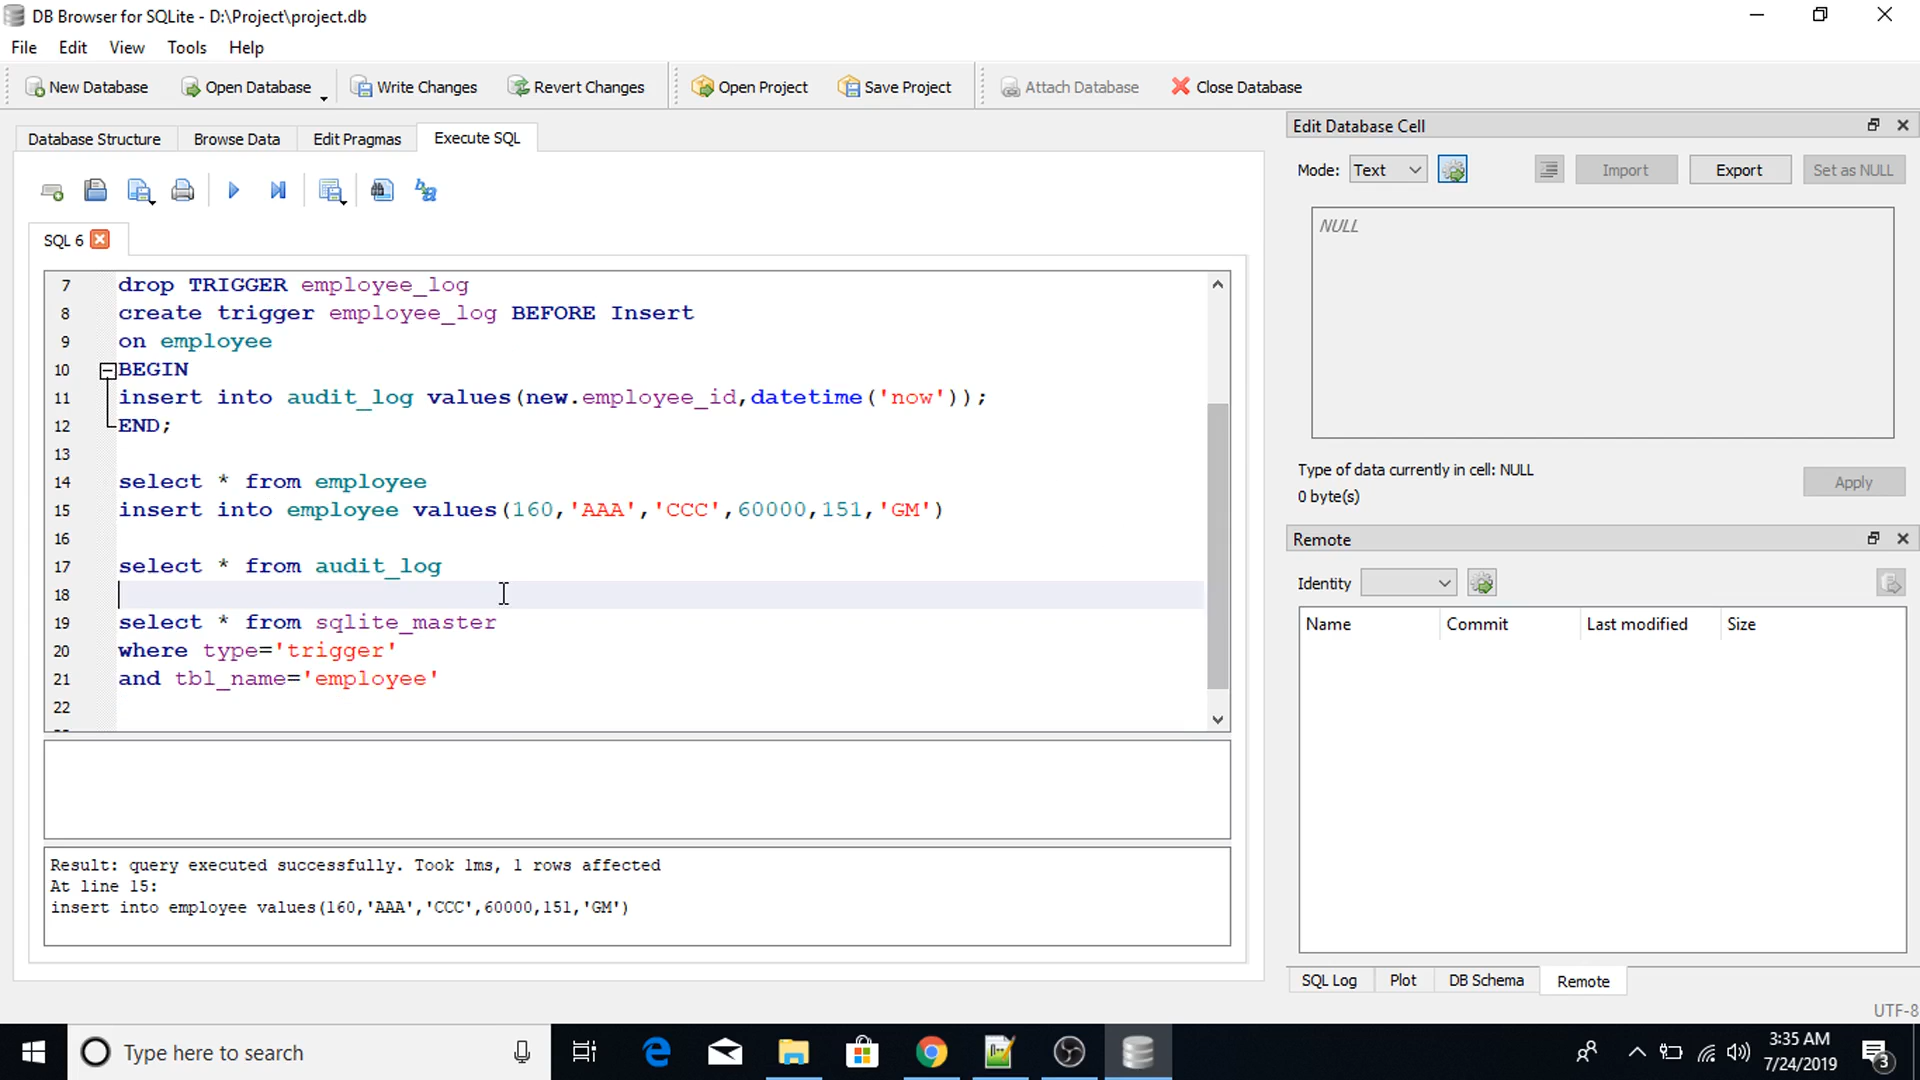 DB Browser for SQLite - D:\Project\project.db
File Edit View Tools Help
New Database Open Database Write Changes Revert Changes Open Project Save Project Attach Database Close Database
Database Structure Browse Data Edit Pragmas Execute SQL
SQL 6
7 drop TRIGGER employee_log
8 create trigger employee_log BEFORE Insert
9 on employee
10 BEGIN
11 insert into audit_log values(new.employee_id,datetime('now'));
12 END;
13
14 select * from employee
15 insert into employee values(160,'AAA','CCC',60000,151,'GM')
16
17 select * from audit_log
18
19 select * from sqlite_master
20 where type='trigger'
21 and tbl_name='employee'
22
Result: query executed successfully. Took 1ms, 1 rows affected
At line 15:
insert into employee values(160,'AAA','CCC',60000,151,'GM')
Edit Database Cell
Mode: Text Import Export Set as NULL
NULL
Type of data currently in cell: NULL
0 byte(s)
Apply
Remote
Identity
Name Commit Last modified Size
SQL Log Plot DB Schema Remote
UTF-8
Type here to search
3:35 AM
7/24/2019
3